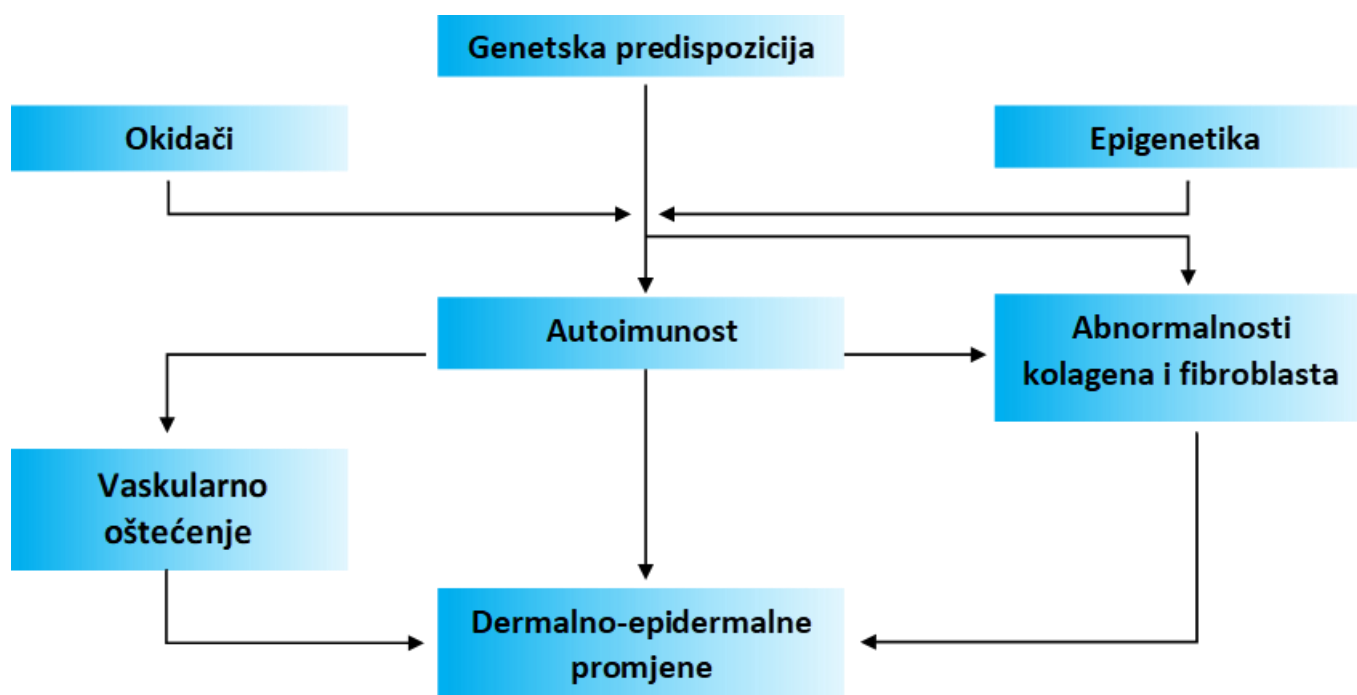 Genetska predispozicija
Okidači
Epigenetika
Autoimunost
Abnormalnosti
kolagena i fibroblasta
Vaskularno
oštećenje
Dermalno-epidermalne
promjene